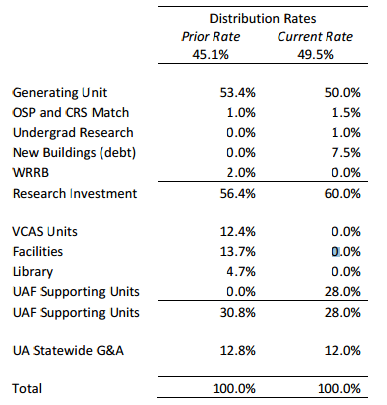 Distribution Rates
Prior Rate Current Rate
45.1% 49.5%
Generating Unit 53.4% 50.0%
OSP and CRS Match 1.0% 1.5%
Undergrad Research 0.0% 1.0%
New Buildings (debt) 0.0% 7.5%
WRRB 2.0% 0.0%
Research Investment 56.4% 60.0%
VCAS Units 12.4% 0.0%
Facilities 13.7% 0.0%
Library 4.7% 0.0%
UAF Supporting Units 0.0% 28.0%
UAF Supporting Units 30.8% 28.0%
UA Statewide G&A 12.8% 12.0%
Total 100.0% 100.0%